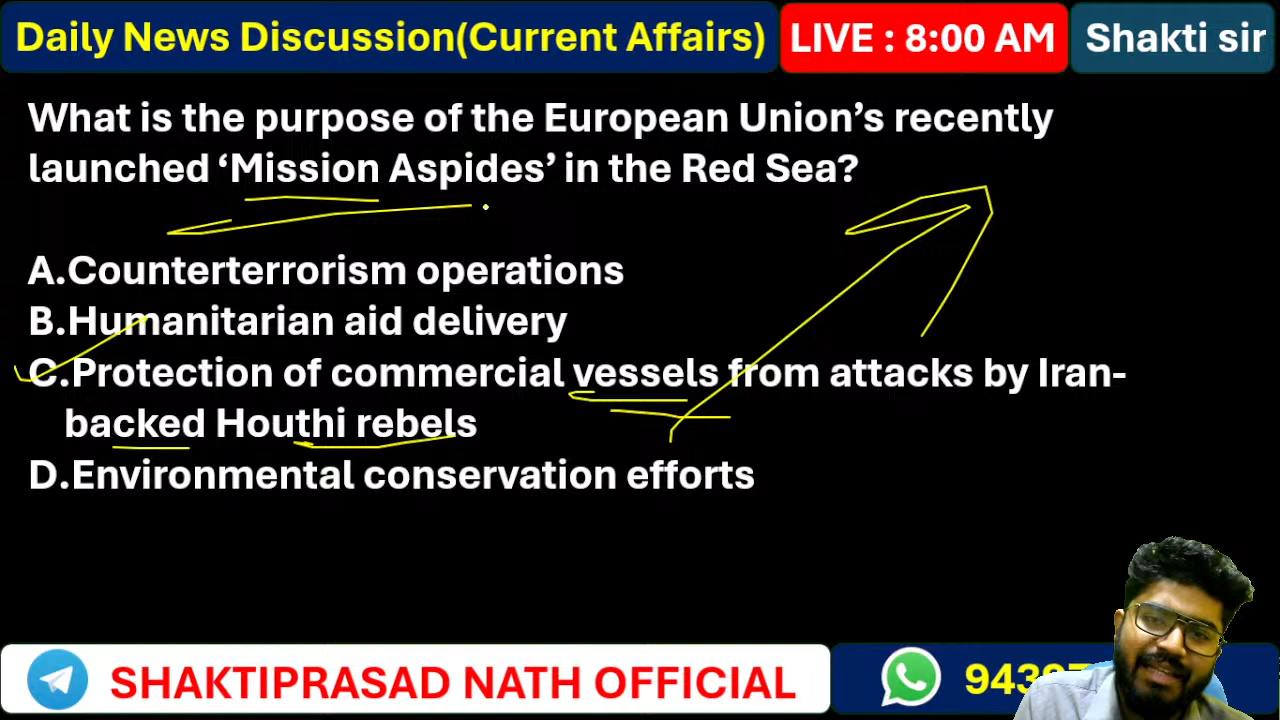 Daily News Discussion(Current Affairs) LIVE : 8:00 AM Shakti sir
What is the purpose of the European Union’s recently
launched ‘Mission Aspides’ in the Red Sea?
A.Counterterrorism operations
B.Humanitarian aid delivery
C.Protection of commercial vessels from attacks by Iran-
backed Houthi rebels
D.Environmental conservation efforts
SHAKTIPRASAD NATH OFFICIAL